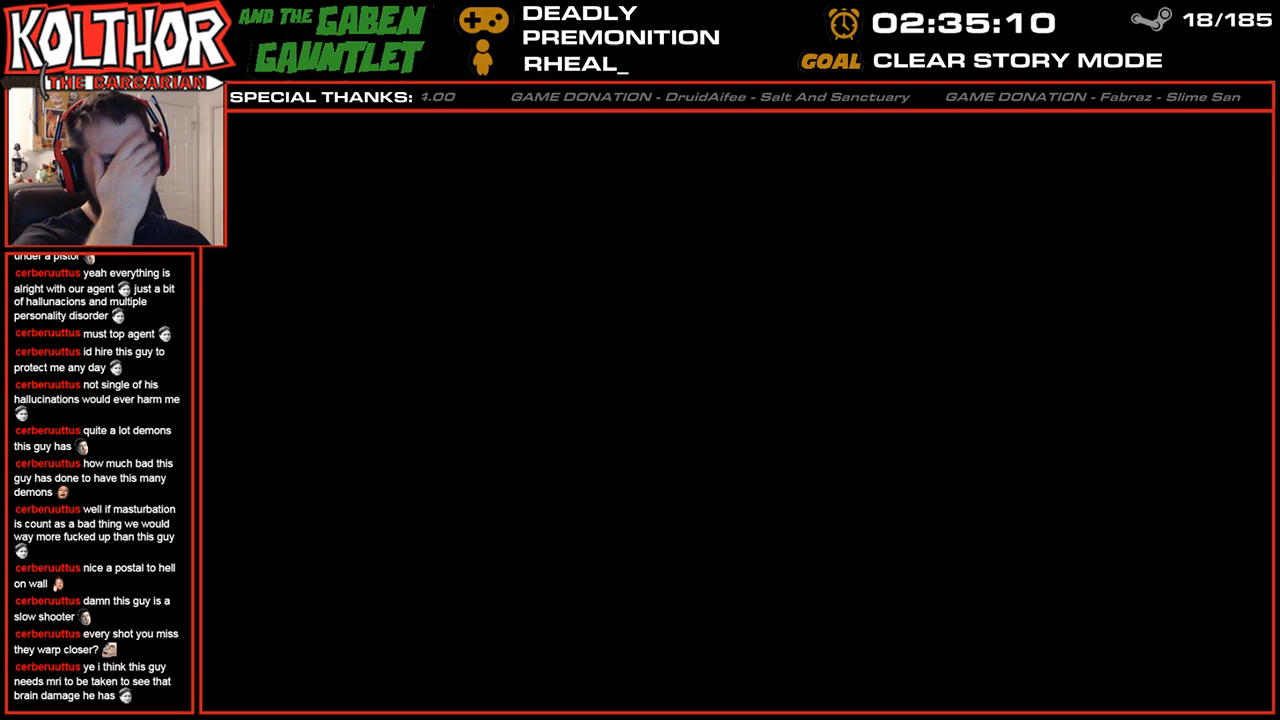 KOLTHOR
THE BARBARIAN
AND THE GABEN
GAUNTLET
DEADLY
PREMONITION
RHEAL_
02:35:10
GOAL CLEAR STORY MODE
18/185
SPECIAL THANKS: 4.00 GAME DONATION - DruidAifee - Salt And Sanctuary GAME DONATION - Fabraz - Slime San
under a pistol
cerberuuttus yeah everything is
alright with our agent just a bit
of hallunacions and multiple
personality disorder
cerberuuttus must top agent
cerberuuttus id hire this guy to
protect me any day
cerberuuttus not single of his
hallucinations would ever harm me
cerberuuttus quite a lot demons
this guy has
cerberuuttus how much bad this
guy has done to have this many
demons
cerberuuttus well if masturbation
is count as a bad thing we would
way more fucked up than this guy
cerberuuttus nice a postal to hell
on wall
cerberuuttus damn this guy is a
slow shooter
cerberuuttus every shot you miss
they warp closer?
cerberuuttus ye i think this guy
needs mri to be taken to see that
brain damage he has